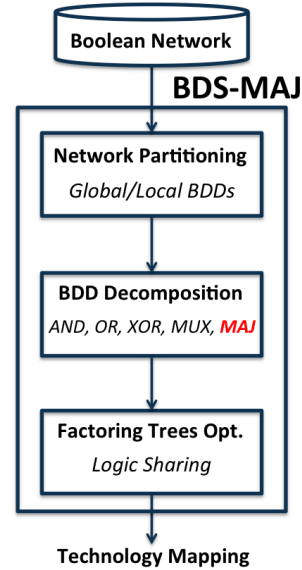 Boolean Network
BDS-MAJ
Network Partitioning
Global/Local BDDs
BDD Decomposition
AND, OR, XOR, MUX, MAJ
Factoring Trees Opt.
Logic Sharing
Technology Mapping